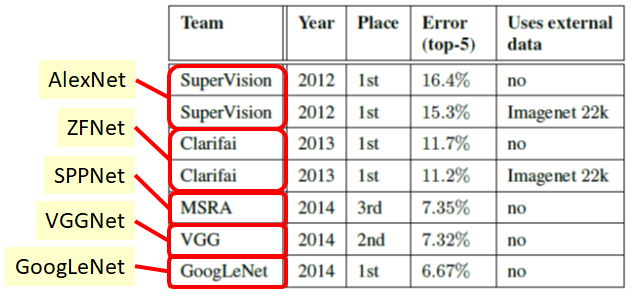 Team Year Place Error (top-5) Uses external data
AlexNet
SuperVision 2012 1st 16.4% no
SuperVision 2012 1st 15.3% Imagenet 22k
ZFNet
Clarifai 2013 1st 11.7% no
Clarifai 2013 1st 11.2% Imagenet 22k
SPPNet
MSRA 2014 3rd 7.35% no
VGGNet
VGG 2014 2nd 7.32% no
GoogLeNet
GoogLeNet 2014 1st 6.67% no